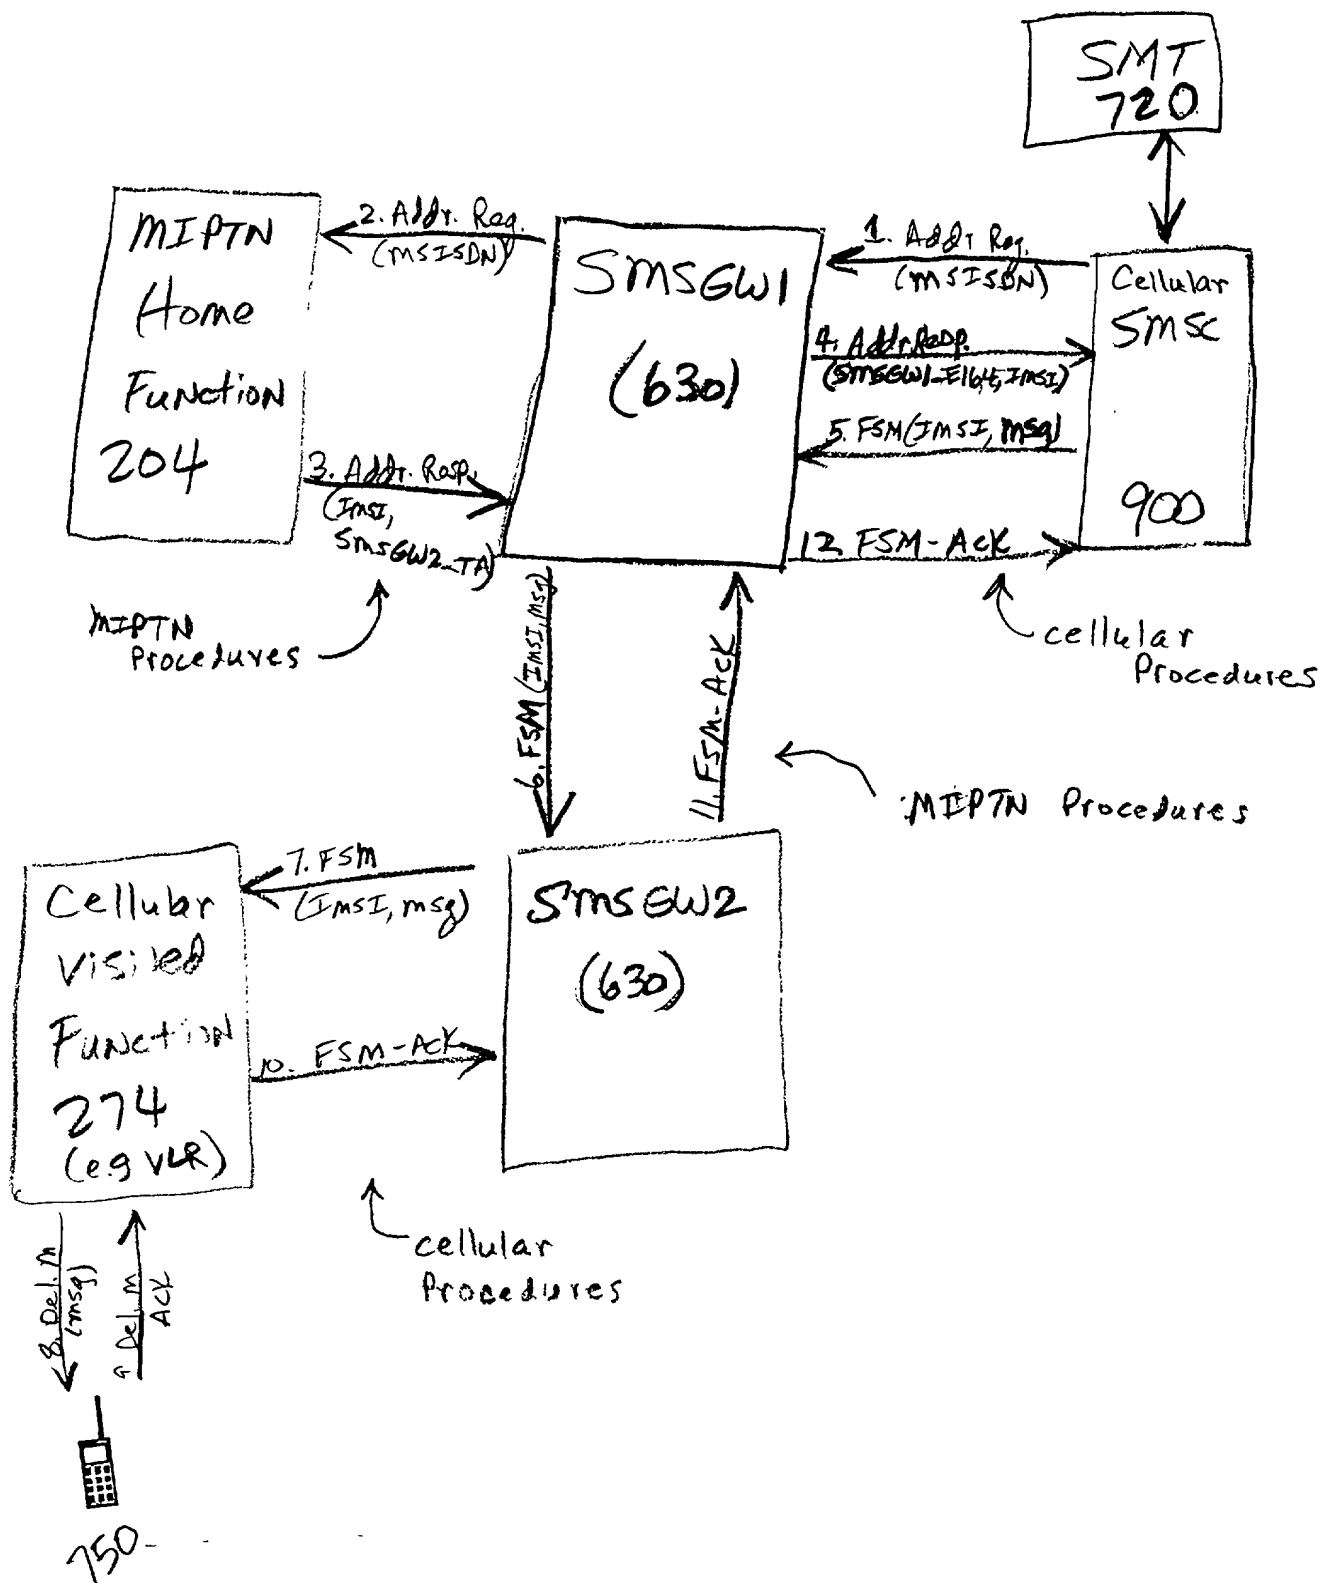 SMT
720
MIPTN
Home
Function
204
2. Addr. Req.
(MSISDN)
SMSGW1
(630)
1. Addr Req.
(MSISDN)
Cellular
SMSC
900
4. Addr. Resp.
(SMSGW1_E164, IMSI)
5. FSM(IMSI, msg)
3. Addr. Resp.
(IMSI,
SMSGW2_TA)
12. FSM-Ack
MIPTN
Procedures
cellular
Procedures
6. FSM (IMSI, msg)
11. FSM-Ack
MIPTN Procedures
Cellular
Visited
Function
274
(e.g VLR)
7. FSM
(IMSI, msg)
SMSGW2
(630)
10. FSM-Ack
cellular
Procedures
8. Del. M
(msg)
9 Del. M
Ack
750